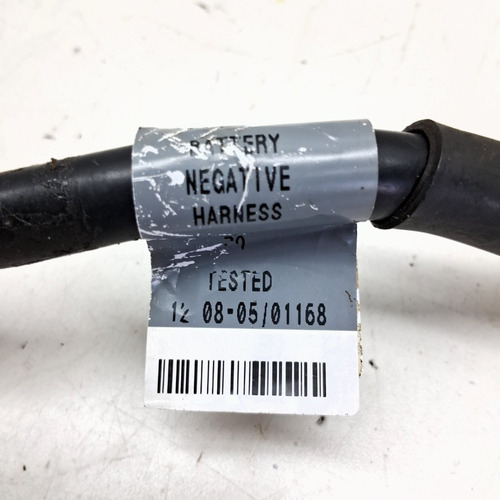 BATTERY
NEGATIVE
HARNESS
TESTED
12 08-05/01168